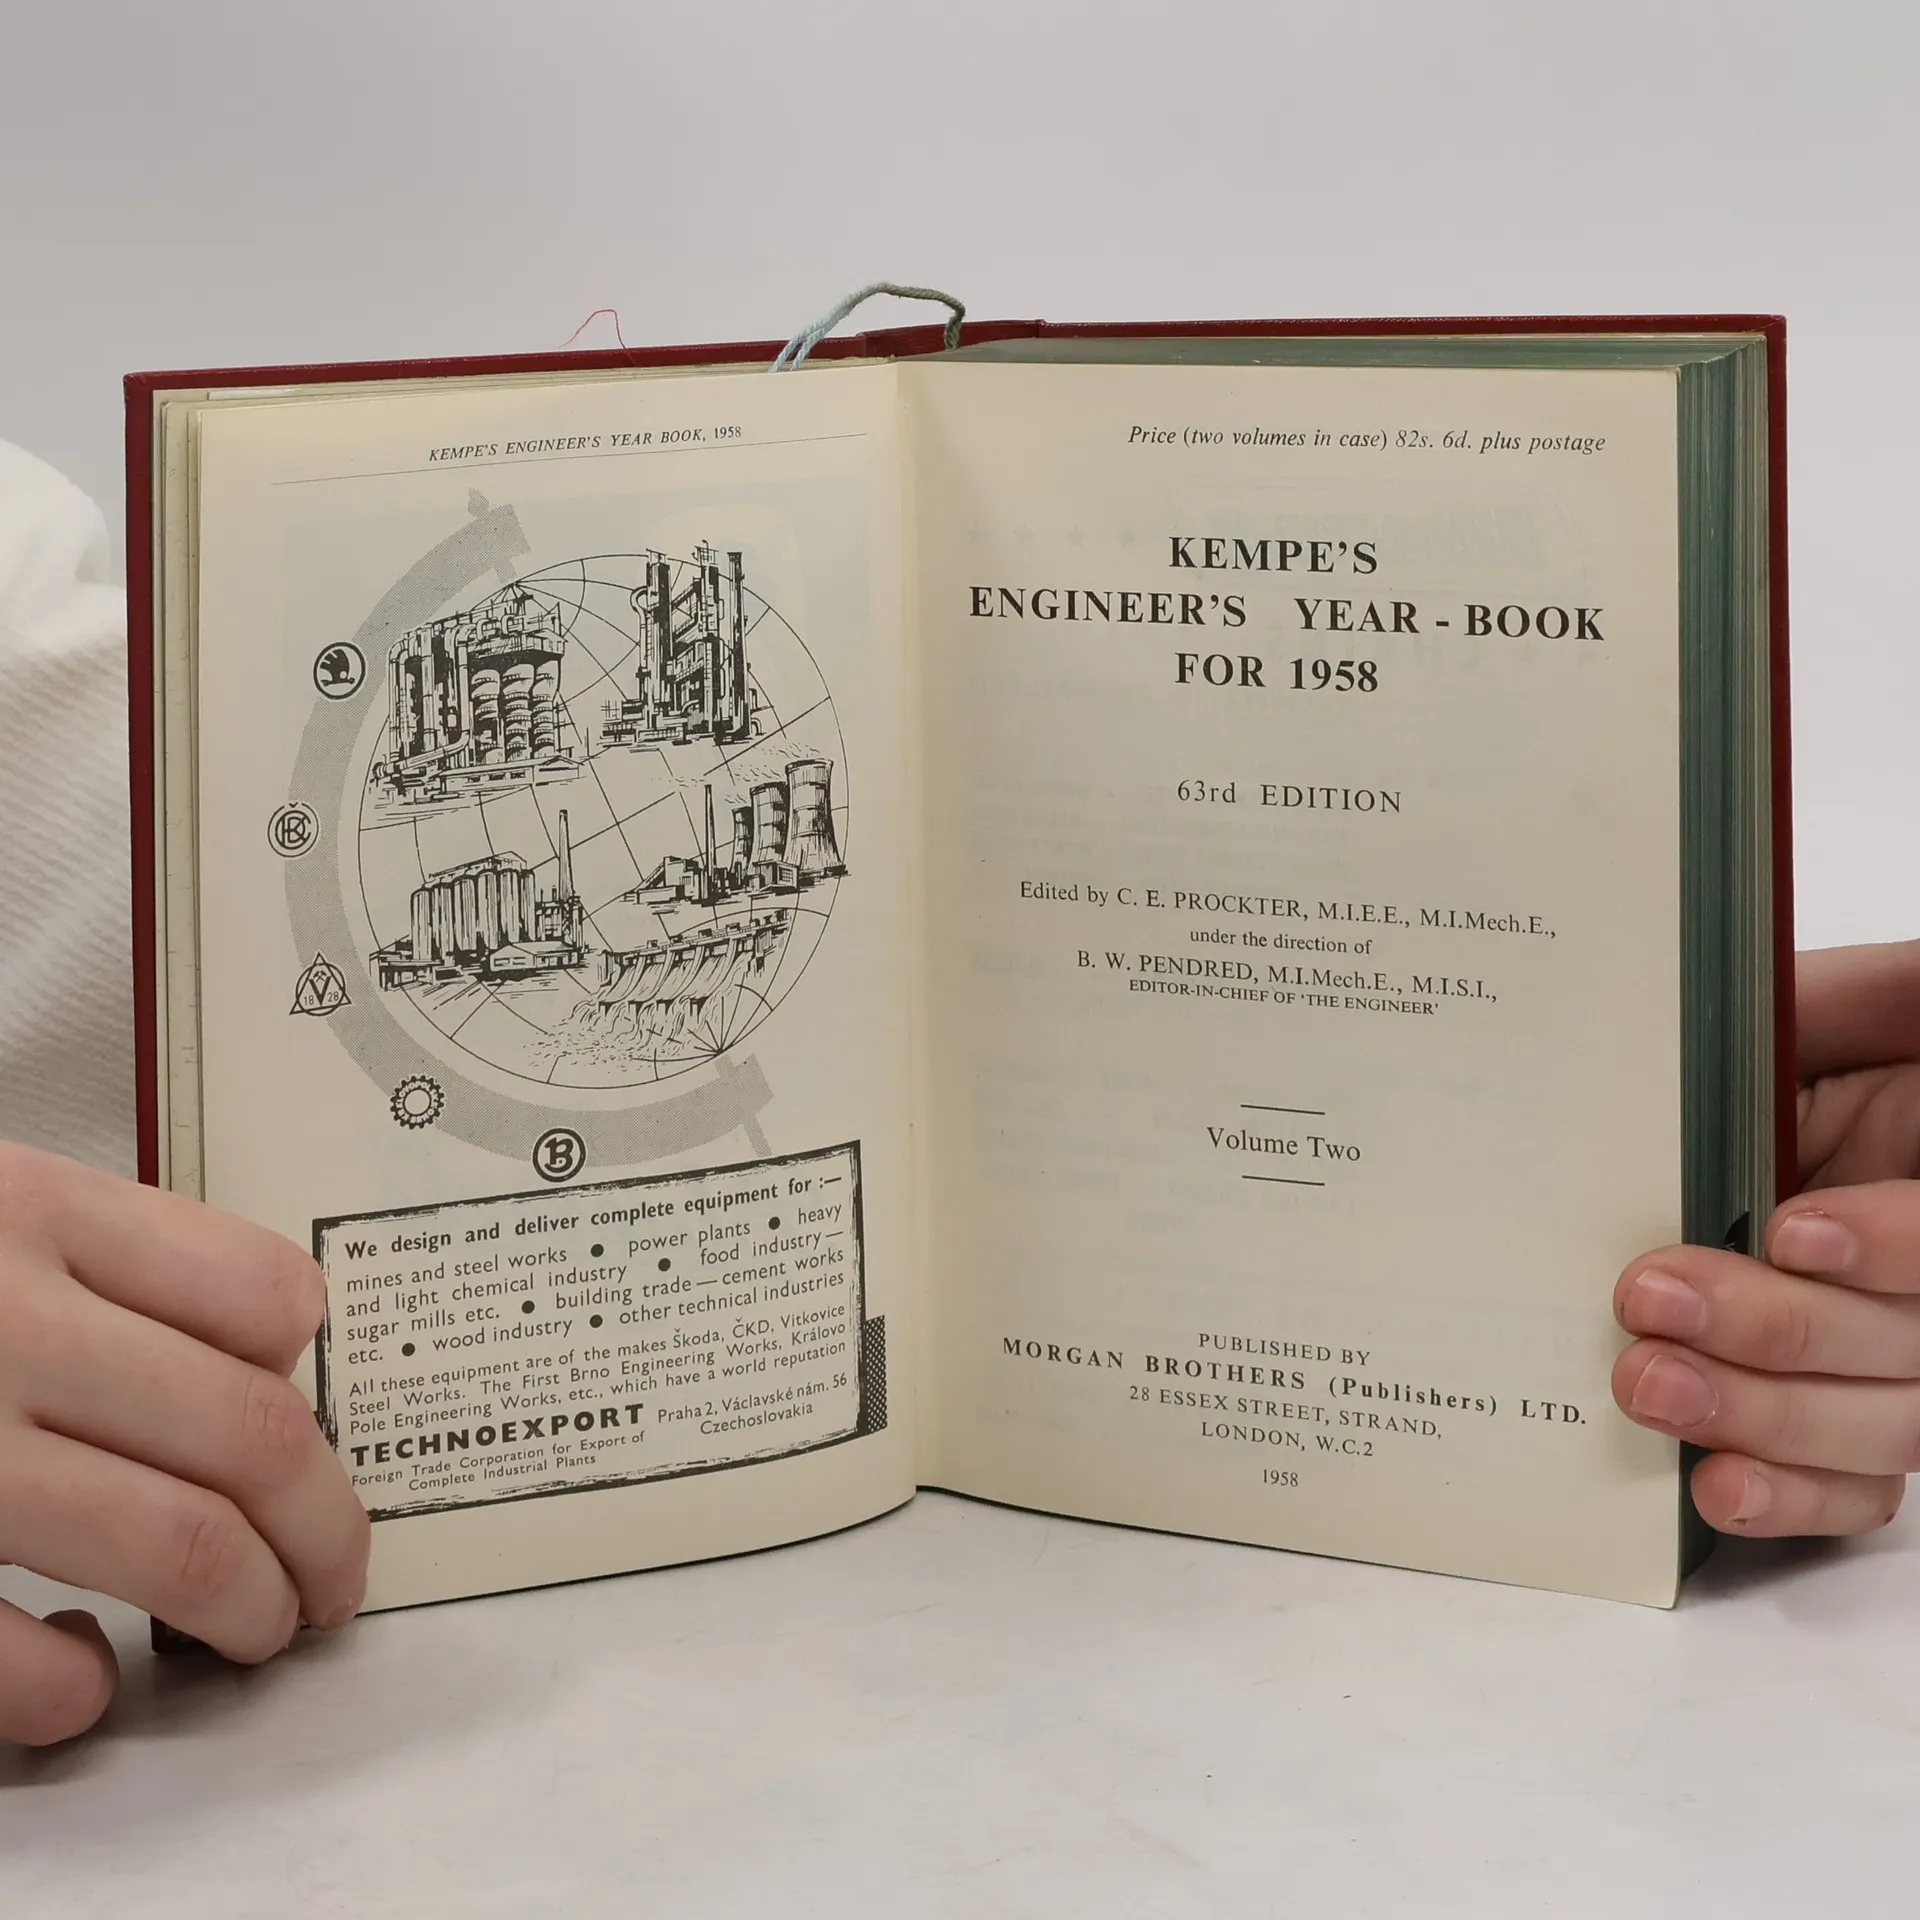 KEMPE'S ENGINEER'S YEAR BOOK, 1958
18 28
B
We design and deliver complete equipment for :—
mines and steel works ● power plants ● heavy
and light chemical industry ● food industry —
sugar mills etc. ● building trade — cement works
etc. ● wood industry ● other technical industries
All these equipment are of the makes Škoda, ČKD, Vitkovice
Steel Works. The First Brno Engineering Works, Královo
Pole Engineering Works, etc., which have a world reputation
TECHNOEXPORT Praha 2, Václavské nám. 56
Czechoslovakia
Foreign Trade Corporation for Export of
Complete Industrial Plants
Price (two volumes in case) 82s. 6d. plus postage
KEMPE'S
ENGINEER'S YEAR - BOOK
FOR 1958
63rd EDITION
Edited by C. E. PROCKTER, M.I.E.E., M.I.Mech.E.,
under the direction of
B. W. PENDRED, M.I.Mech.E., M.I.S.I.,
EDITOR-IN-CHIEF OF 'THE ENGINEER'
Volume Two
PUBLISHED BY
MORGAN BROTHERS (Publishers) LTD.
28 ESSEX STREET, STRAND,
LONDON, W.C.2
1958